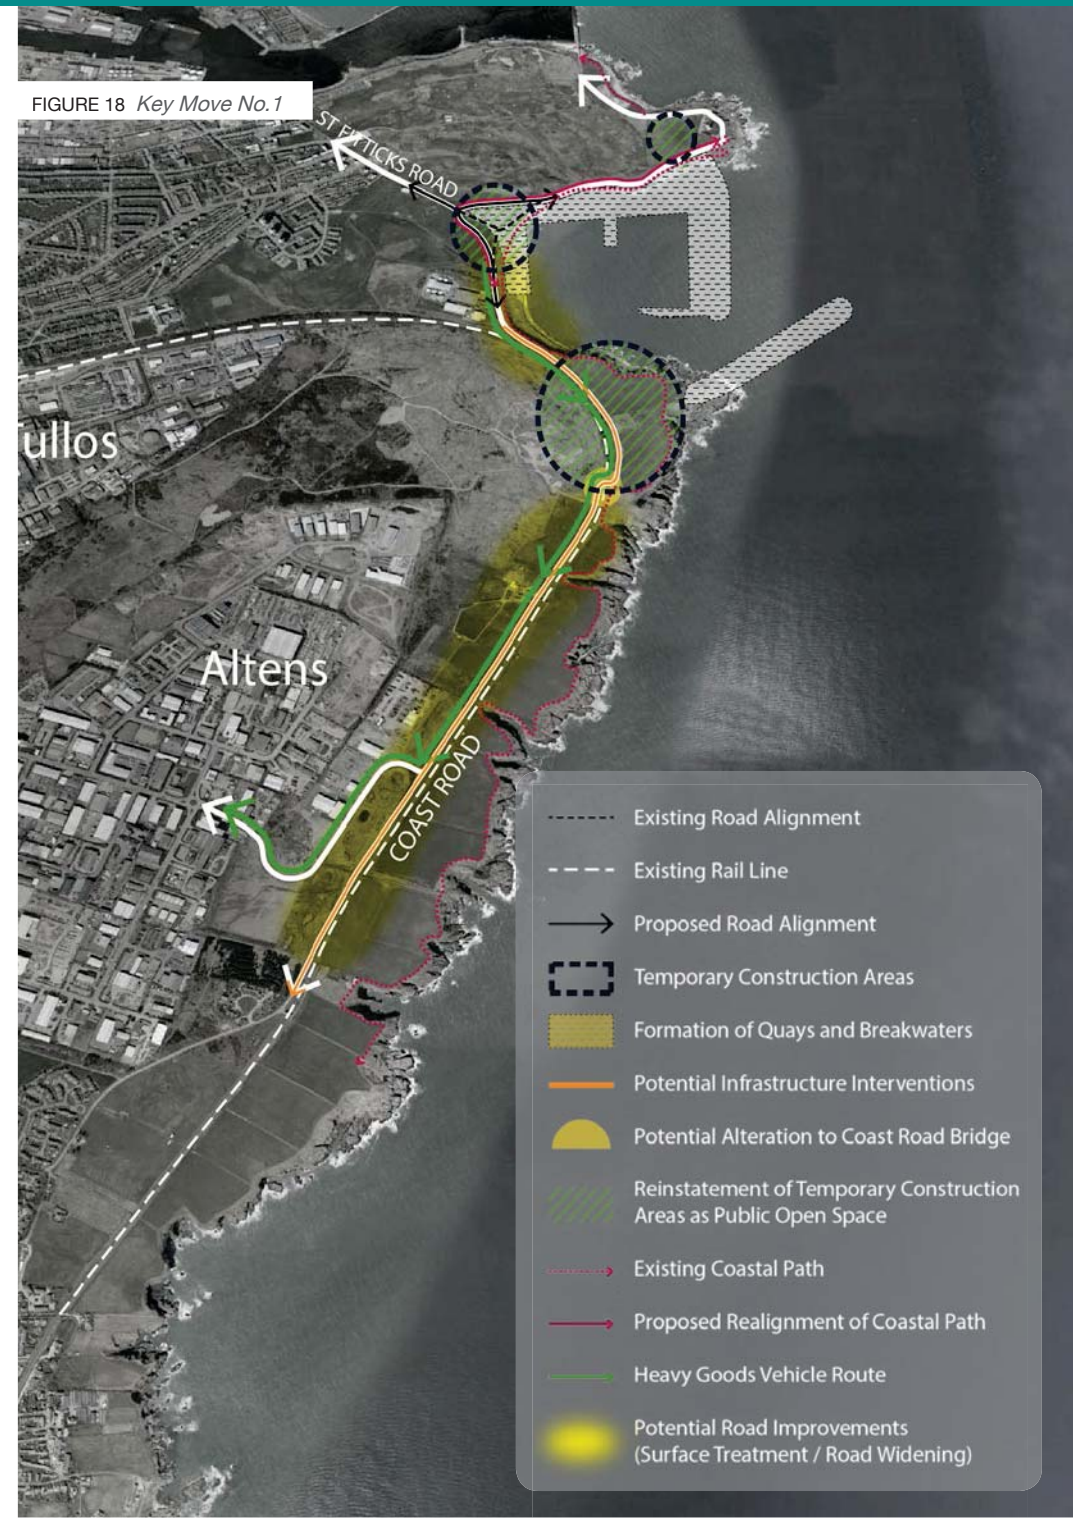 FIGURE 18 Key Move No.1
ST FITTICKS ROAD
ullos
Altens
COAST ROAD
Existing Road Alignment
Existing Rail Line
Proposed Road Alignment
Temporary Construction Areas
Formation of Quays and Breakwaters
Potential Infrastructure Interventions
Potential Alteration to Coast Road Bridge
Reinstatement of Temporary Construction
Areas as Public Open Space
Existing Coastal Path
Proposed Realignment of Coastal Path
Heavy Goods Vehicle Route
Potential Road Improvements
(Surface Treatment / Road Widening)